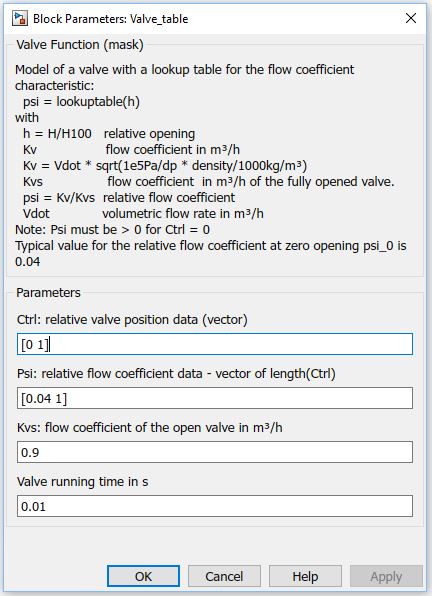 Block Parameters: Valve_table
Valve Function (mask)
Model of a valve with a lookup table for the flow coefficient
characteristic:
psi = lookuptable(h)
with
h = H/H100 relative opening
Kv flow coefficient in m³/h
Kv = Vdot * sqrt(1e5Pa/dp * density/1000kg/m³)
Kvs flow coefficient in m³/h of the fully opened valve.
psi = Kv/Kvs relative flow coefficient
Vdot volumetric flow rate in m³/h
Note: Psi must be > 0 for Ctrl = 0
Typical value for the relative flow coefficient at zero opening psi_0 is
0.04
Parameters
Ctrl: relative valve position data (vector)
[0 1]
Psi: relative flow coefficient data - vector of length(Ctrl)
[0.04 1]
Kvs: flow coefficient of the open valve in m³/h
0.9
Valve running time in s
0.01
OK Cancel Help Apply